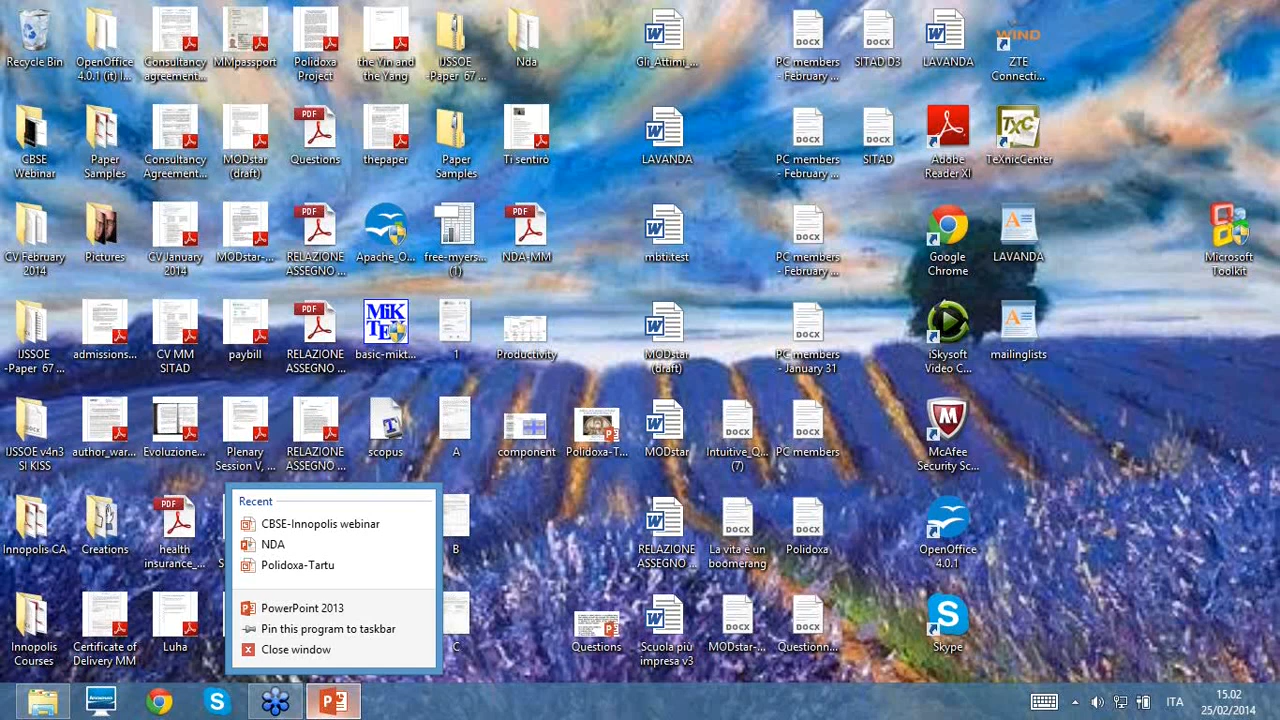 Recycle Bin
OpenOffice
4.0.1 (it) I...
Consultancy
agreement...
MMpassport
Polidoxa
Project
the Yin and
the Yang
IJSSOE
-Paper 67 ...
Nda
Gli_Attimi_...
PC members
- February ...
SITAD D3
LAVANDA
ZTE
Connecti...
CBSE
Webinar
Paper
Samples
Consultancy
Agreement...
MODstar
(draft)
Questions
thepaper
Paper
Samples
Ti sentirò
LAVANDA
PC members
- February ...
SITAD
Adobe
Reader XI
TeXnicCenter
CV February
2014
Pictures
CV January
2014
MODstar-...
RELAZIONE
ASSEGNO ...
Apache_O...
free-myers...
(1)
NDA-MM
mbti.test
PC members
- February ...
Google
Chrome
LAVANDA
Microsoft
Toolkit
IJSSOE
-Paper 67 ...
admissions...
CV MM
SITAD
paybill
RELAZIONE
ASSEGNO ...
basic-mikt...
1
Productivity
MODstar
(draft)
PC members
- January 31
iSkysoft
Video C...
mailinglists
IJSSOE v4n3
SI KISS
author_war...
Evoluzione...
Plenary
Session V, ...
RELAZIONE
ASSEGNO ...
scopus
A
component
Polidoxa-T...
MODstar
Intuitive_Q...
(7)
PC members
McAfee
Security Sc...
Innopolis CA
Creations
health
insurance_...
B
RELAZIONE
ASSEGNO ...
La vita è un
boomerang
Polidoxa
OpenOffice
4.0.1
Innopolis
Courses
Certificate of
Delivery MM
Luha
C
Questions
Scuola più
impresa v3
MODstar-...
Questionn...
Skype
Recent
CBSE-Innopolis webinar
NDA
Polidoxa-Tartu
PowerPoint 2013
Pin this program to taskbar
Close window
ITA
15.02
25/02/2014